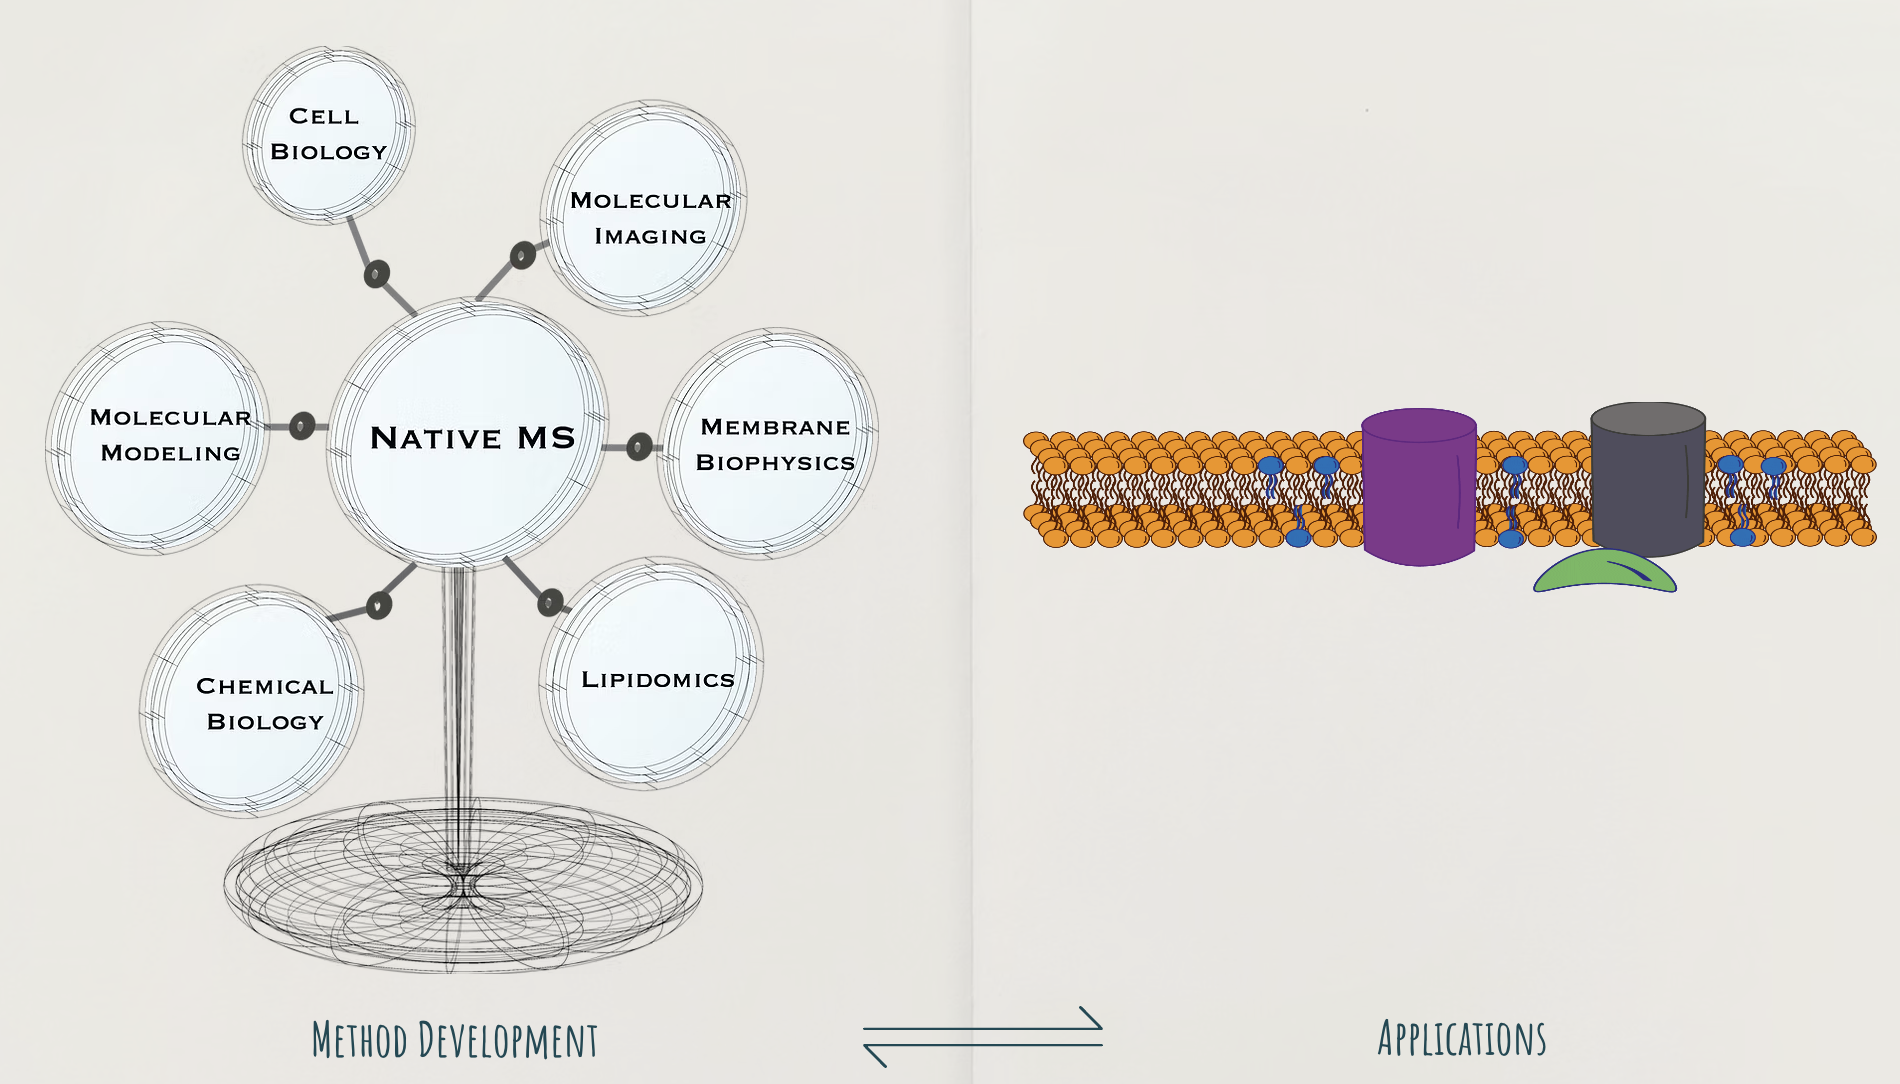 Cell
Biology
Molecular
Imaging
Molecular
Modeling
Native MS
Membrane
Biophysics
Chemical
Biology
Lipidomics
Method Development
Applications